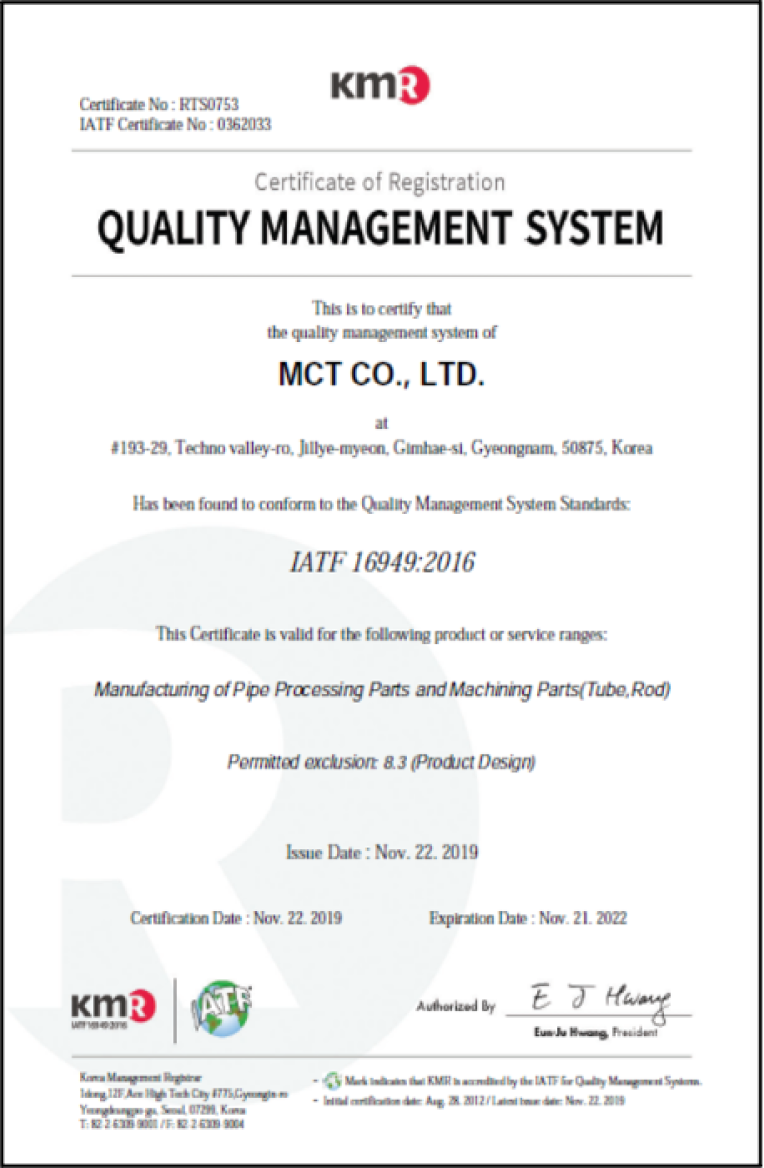 Certificate No : RTS0753
IATF Certificate No : 0362033
KMR
Certificate of Registration
QUALITY MANAGEMENT SYSTEM
This is to certify that
the quality management system of
MCT CO., LTD.
at
#193-29, Techno valley-ro, Jillye-myeon, Gimhae-si, Gyeongnam, 50875, Korea
Has been found to conform to the Quality Management System Standards:
IATF 16949:2016
This Certificate is valid for the following product or service ranges:
Manufacturing of Pipe Processing Parts and Machining Parts(Tube,Rod)
Permitted exclusion: 8.3 (Product Design)
Issue Date : Nov. 22. 2019
Certification Date : Nov. 22. 2019
Expiration Date : Nov. 21. 2022
KMR
IATF16949:2016
IATF
Authorized By
E J Hwang
Eun-Ju Hwang, President
Korea Management Registrar
12F, Ace High Tech City #775,
Yeongdeungpo-gu, Seoul, 07299, Korea
T: 82-2-6309-9001 / F: 82-2-6309-9004
- Mark indicates that KMR is accredited by the IATF for Quality Management Systems.
- Initial certification date: Aug. 28. 2012 / Latest issue date: Nov. 22. 2019